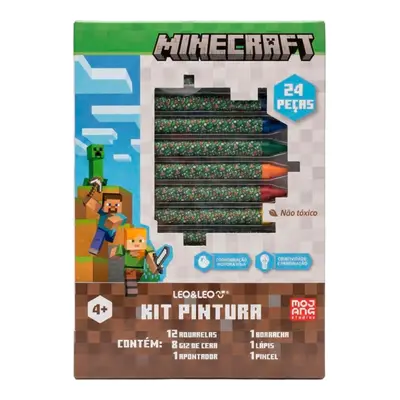 MINECRAFT
24
PEÇAS
Não tóxico
4+
LEO&LEO
KIT PINTURA
MOJANG
STUDIOS
CONTÉM:
12 AQUARELAS
8 GIZ DE CERA
1 APONTADOR
1 BORRACHA
1 LÁPIS
1 PINCEL